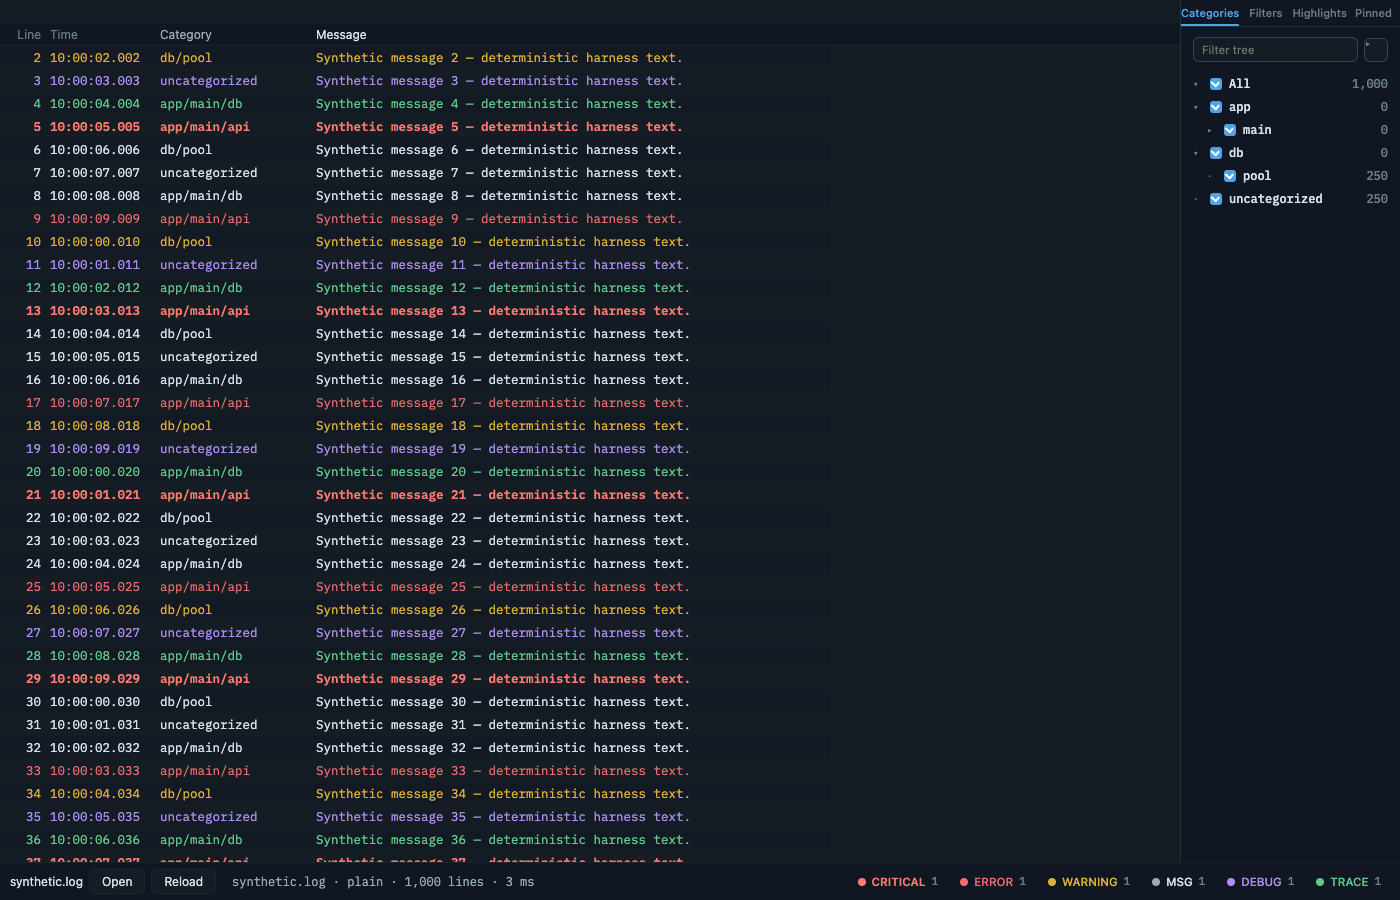 Categories Filters Highlights Pinned
Line Time Category Message
Filter tree
2 10:00:02.002 db/pool Synthetic message 2 — deterministic harness text.
3 10:00:03.003 uncategorized Synthetic message 3 — deterministic harness text.
4 10:00:04.004 app/main/db Synthetic message 4 — deterministic harness text.
5 10:00:05.005 app/main/api Synthetic message 5 — deterministic harness text.
6 10:00:06.006 db/pool Synthetic message 6 — deterministic harness text.
7 10:00:07.007 uncategorized Synthetic message 7 — deterministic harness text.
8 10:00:08.008 app/main/db Synthetic message 8 — deterministic harness text.
9 10:00:09.009 app/main/api Synthetic message 9 — deterministic harness text.
10 10:00:00.010 db/pool Synthetic message 10 — deterministic harness text.
11 10:00:01.011 uncategorized Synthetic message 11 — deterministic harness text.
12 10:00:02.012 app/main/db Synthetic message 12 — deterministic harness text.
13 10:00:03.013 app/main/api Synthetic message 13 — deterministic harness text.
14 10:00:04.014 db/pool Synthetic message 14 — deterministic harness text.
15 10:00:05.015 uncategorized Synthetic message 15 — deterministic harness text.
16 10:00:06.016 app/main/db Synthetic message 16 — deterministic harness text.
17 10:00:07.017 app/main/api Synthetic message 17 — deterministic harness text.
18 10:00:08.018 db/pool Synthetic message 18 — deterministic harness text.
19 10:00:09.019 uncategorized Synthetic message 19 — deterministic harness text.
20 10:00:00.020 app/main/db Synthetic message 20 — deterministic harness text.
21 10:00:01.021 app/main/api Synthetic message 21 — deterministic harness text.
22 10:00:02.022 db/pool Synthetic message 22 — deterministic harness text.
23 10:00:03.023 uncategorized Synthetic message 23 — deterministic harness text.
24 10:00:04.024 app/main/db Synthetic message 24 — deterministic harness text.
25 10:00:05.025 app/main/api Synthetic message 25 — deterministic harness text.
26 10:00:06.026 db/pool Synthetic message 26 — deterministic harness text.
27 10:00:07.027 uncategorized Synthetic message 27 — deterministic harness text.
28 10:00:08.028 app/main/db Synthetic message 28 — deterministic harness text.
29 10:00:09.029 app/main/api Synthetic message 29 — deterministic harness text.
30 10:00:00.030 db/pool Synthetic message 30 — deterministic harness text.
31 10:00:01.031 uncategorized Synthetic message 31 — deterministic harness text.
32 10:00:02.032 app/main/db Synthetic message 32 — deterministic harness text.
33 10:00:03.033 app/main/api Synthetic message 33 — deterministic harness text.
34 10:00:04.034 db/pool Synthetic message 34 — deterministic harness text.
35 10:00:05.035 uncategorized Synthetic message 35 — deterministic harness text.
36 10:00:06.036 app/main/db Synthetic message 36 — deterministic harness text.
37 10:00:07.037 app/main/api Synthetic message 37 — deterministic harness text.
All 1,000
app 0
main 0
db 0
pool 250
uncategorized 250
synthetic.log Open Reload synthetic.log · plain · 1,000 lines · 3 ms CRITICAL 1 ERROR 1 WARNING 1 MSG 1 DEBUG 1 TRACE 1